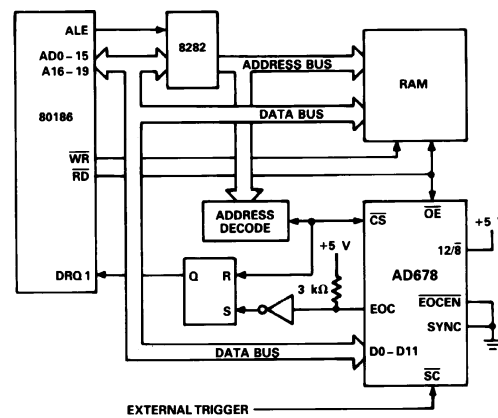 ALE
8282
AD0–15
A16–19
ADDRESS BUS
RAM
80186
DATA BUS
WR
RD
ADDRESS
DECODE
CS
OE
+5 V
+5 V
12/8
AD678
DRQ 1
Q
R
3 kΩ
S
EOC
EOCEN
SYNC
D0–D11
DATA BUS
SC
EXTERNAL TRIGGER